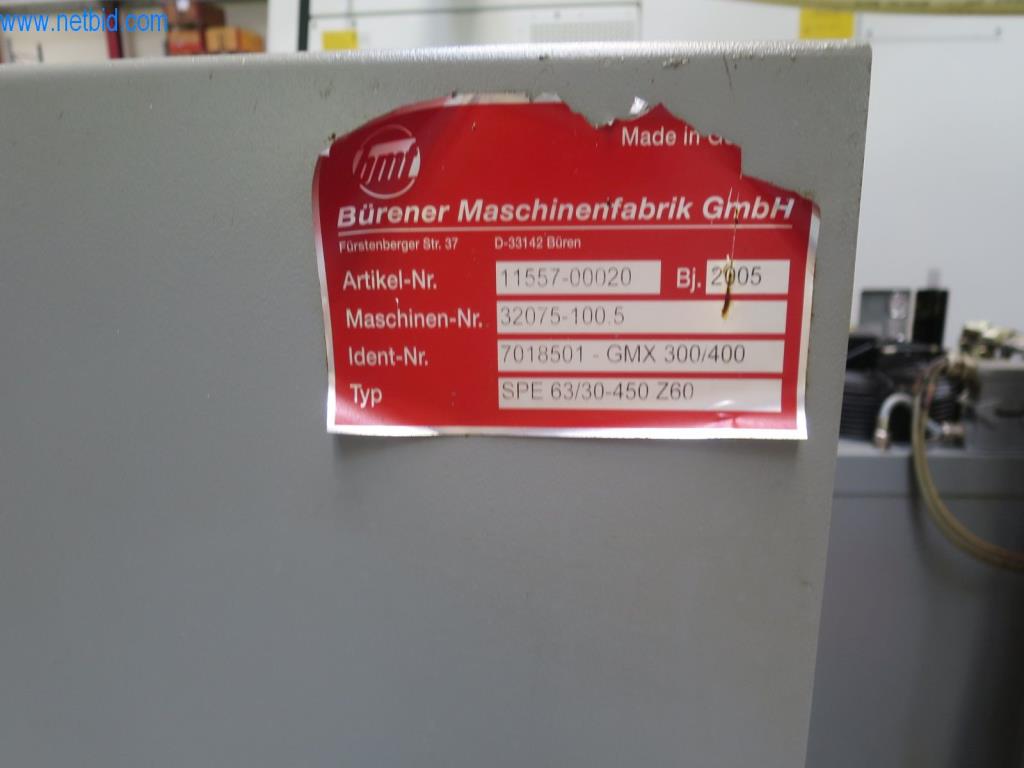 www.netbid.com
Made in
bmf
Bürener Maschinenfabrik GmbH
Fürstenberger Str. 37 D-33142 Büren
Artikel-Nr. 11557-00020 Bj. 2005
Maschinen-Nr. 32075-100.5
Ident-Nr. 7018501 - GMX 300/400
Typ SPE 63/30-450 Z60